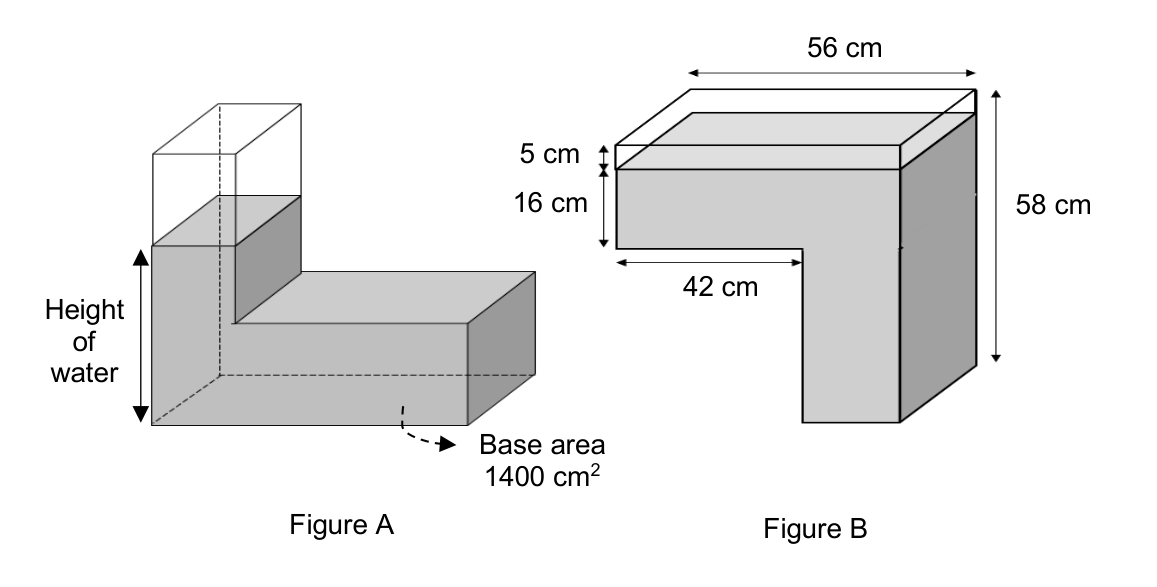 56 cm
5 cm
16 cm
58 cm
42 cm
Height
of
water
Base area
1400 cm²
Figure A
Figure B